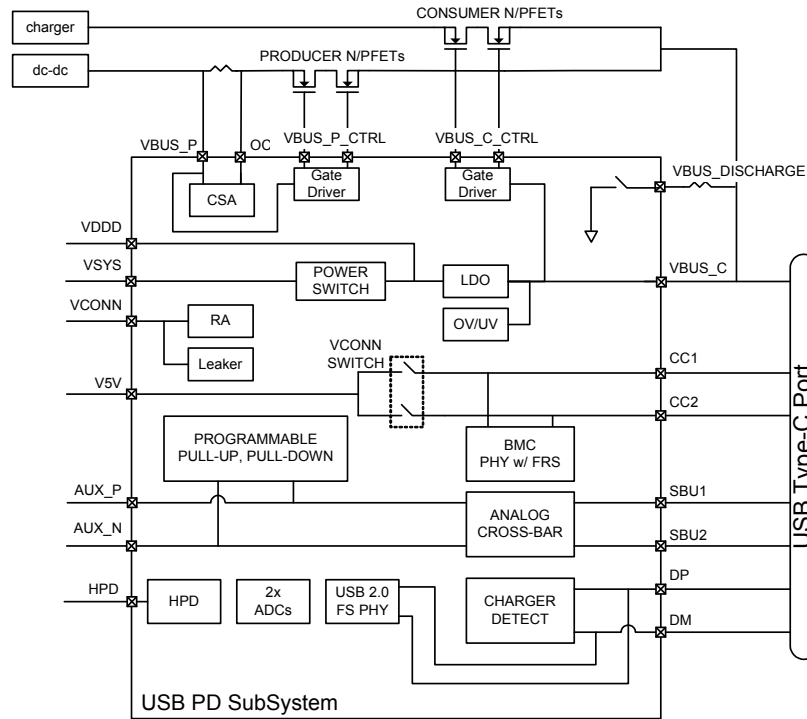 CONSUMER N/PFETs
charger
dc-dc
PRODUCER N/PFETs
VBUS_P
OC
VBUS_P_CTRL
VBUS_C_CTRL
VBUS_DISCHARGE
CSA
Gate
Driver
Gate
Driver
VDDD
VSYS
POWER
SWITCH
LDO
VBUS_C
VCONN
RA
OV/UV
Leaker
VCONN
SWITCH
CC1
V5V
CC2
PROGRAMMABLE
PULL-UP, PULL-DOWN
BMC
PHY w/ FRS
AUX_P
SBU1
ANALOG
CROSS-BAR
AUX_N
SBU2
DP
HPD
HPD
2x
ADCs
USB 2.0
FS PHY
CHARGER
DETECT
DM
USB Type-C Port
USB PD SubSystem